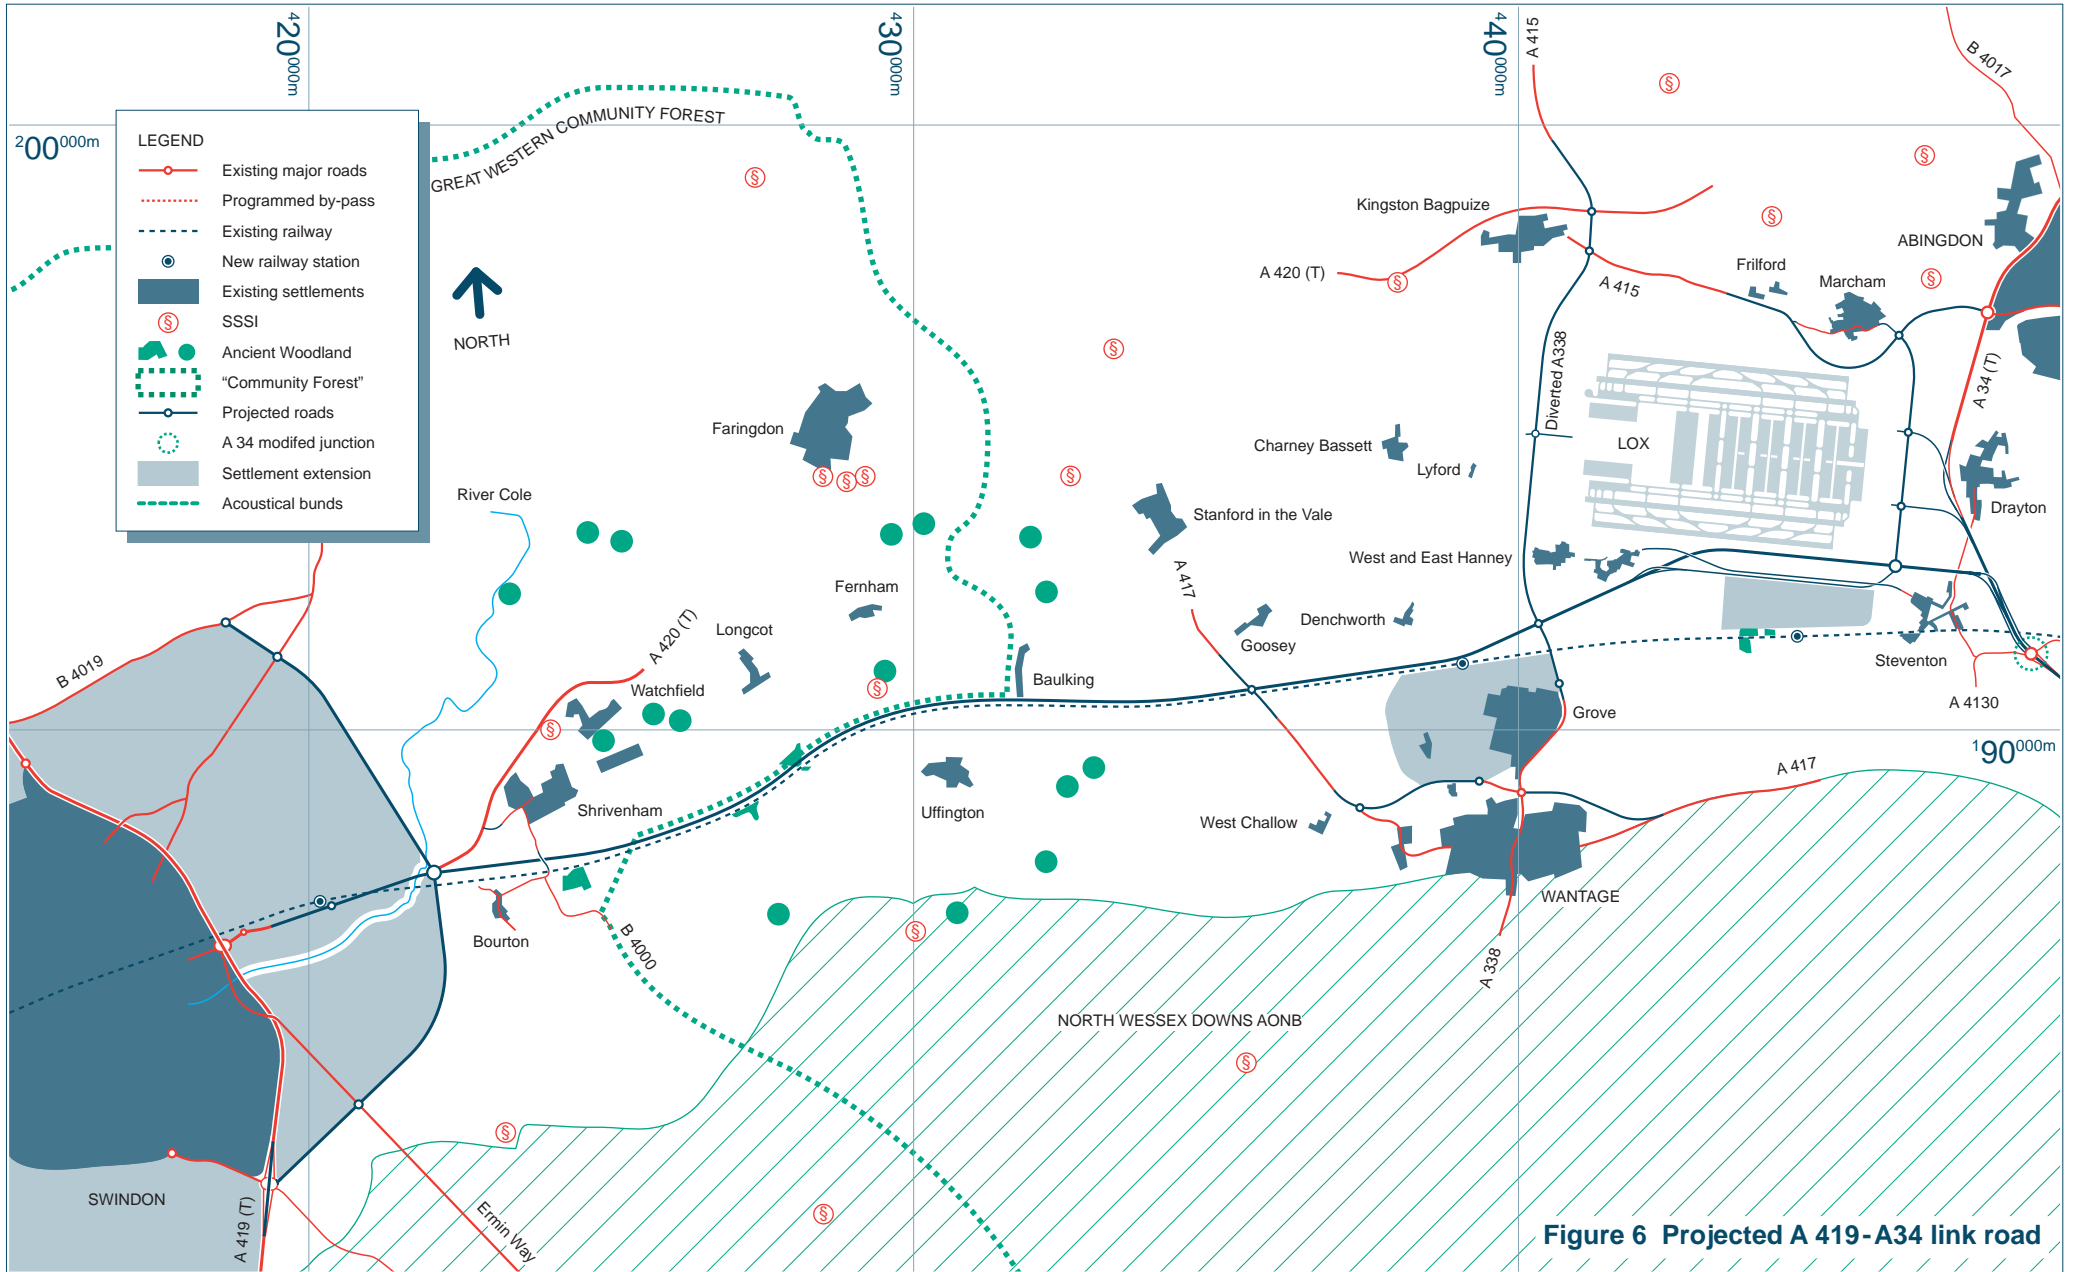 420000m
430000m
440000m
A 415
B 4017
200000m
LEGEND
Existing major roads
Programmed by-pass
Existing railway
New railway station
Existing settlements
§ SSSI
Ancient Woodland
“Community Forest”
Projected roads
A 34 modifed junction
Settlement extension
Acoustical bunds
GREAT WESTERN COMMUNITY FOREST
§
§
§
§
Kingston Bagpuize
ABINGDON
A 420 (T)
§
A 415
Frilford
Marcham
§
NORTH
§
Diverted A338
A 34 (T)
Faringdon
Charney Bassett
Lyford
LOX
§ § §
§
River Cole
Stanford in the Vale
Drayton
West and East Hanney
A 417
Fernham
Longcot
A 420 (T)
Goosey
Denchworth
B 4019
Watchfield
§
Baulking
Steventon
A 4130
Grove
§
190000m
A 417
Shrivenham
Uffington
West Challow
WANTAGE
Bourton
B 4000
§
A 338
NORTH WESSEX DOWNS AONB
§
§
SWINDON
A 419 (T)
Ermin Way
§
Figure 6 Projected A 419-A34 link road